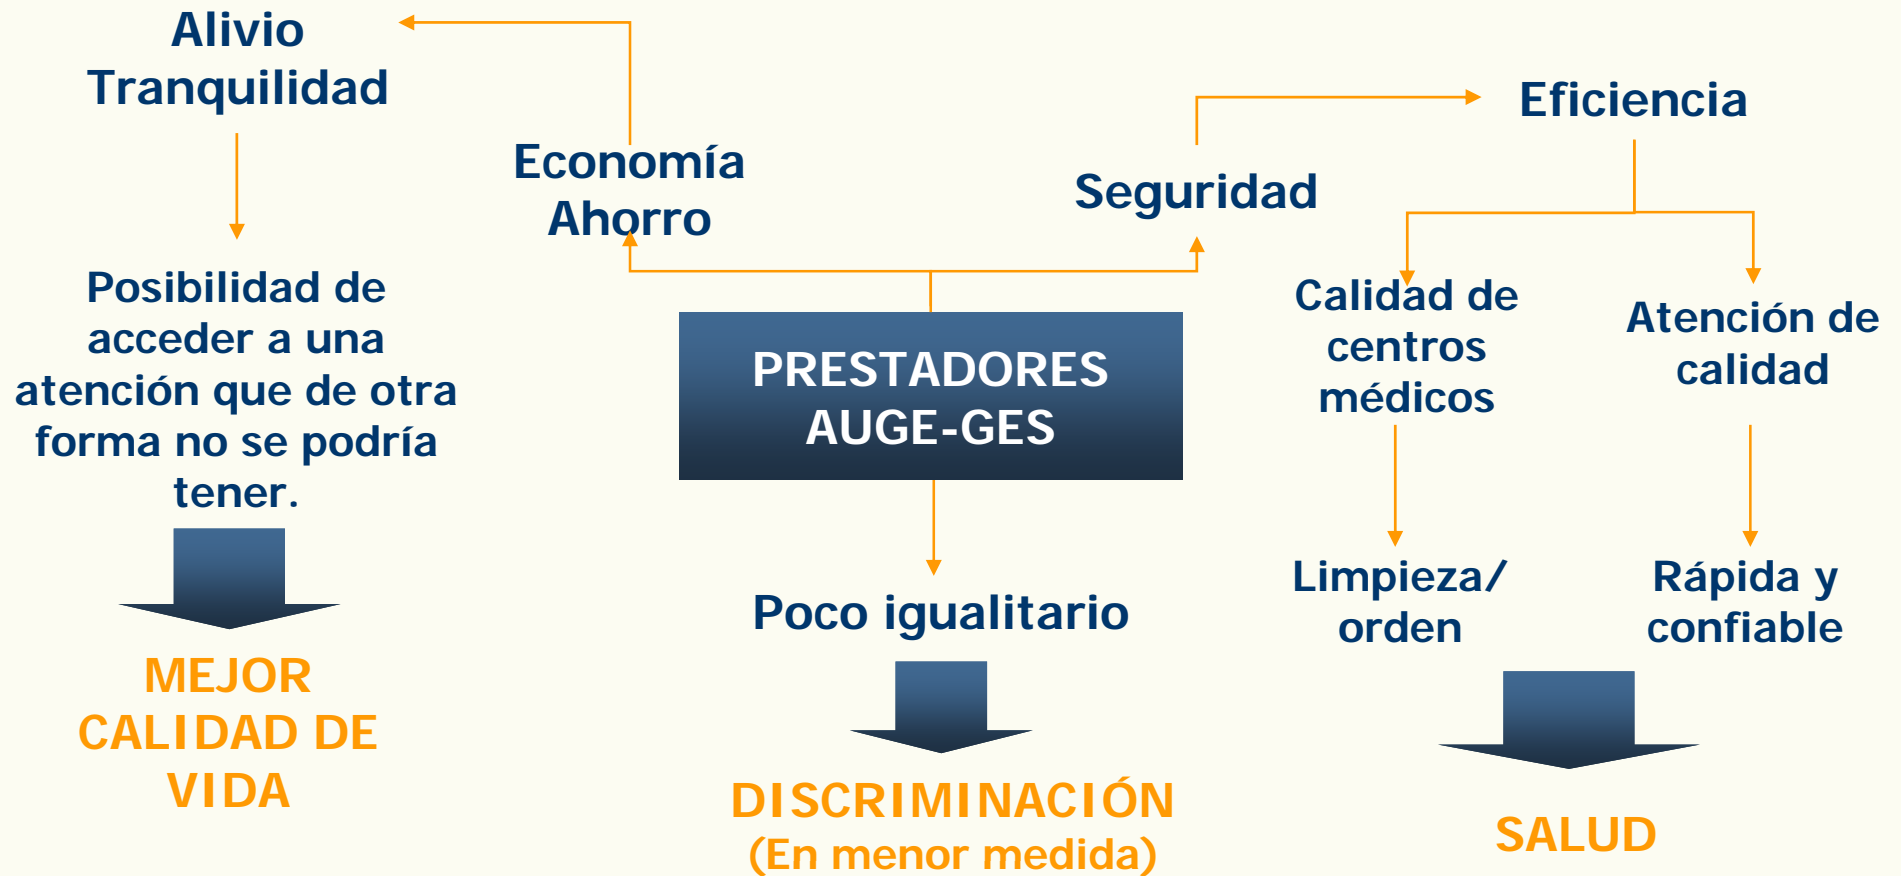 Alivio
Tranquilidad
Economía
Ahorro
Seguridad
Eficiencia
Posibilidad de
acceder a una
atención que de otra
forma no se podría
tener.
PRESTADORES
AUGE-GES
Calidad de
centros
médicos
Atención de
calidad
Limpieza/
orden
Rápida y
confiable
Poco igualitario
MEJOR
CALIDAD DE
VIDA
DISCRIMINACIÓN
(En menor medida)
SALUD